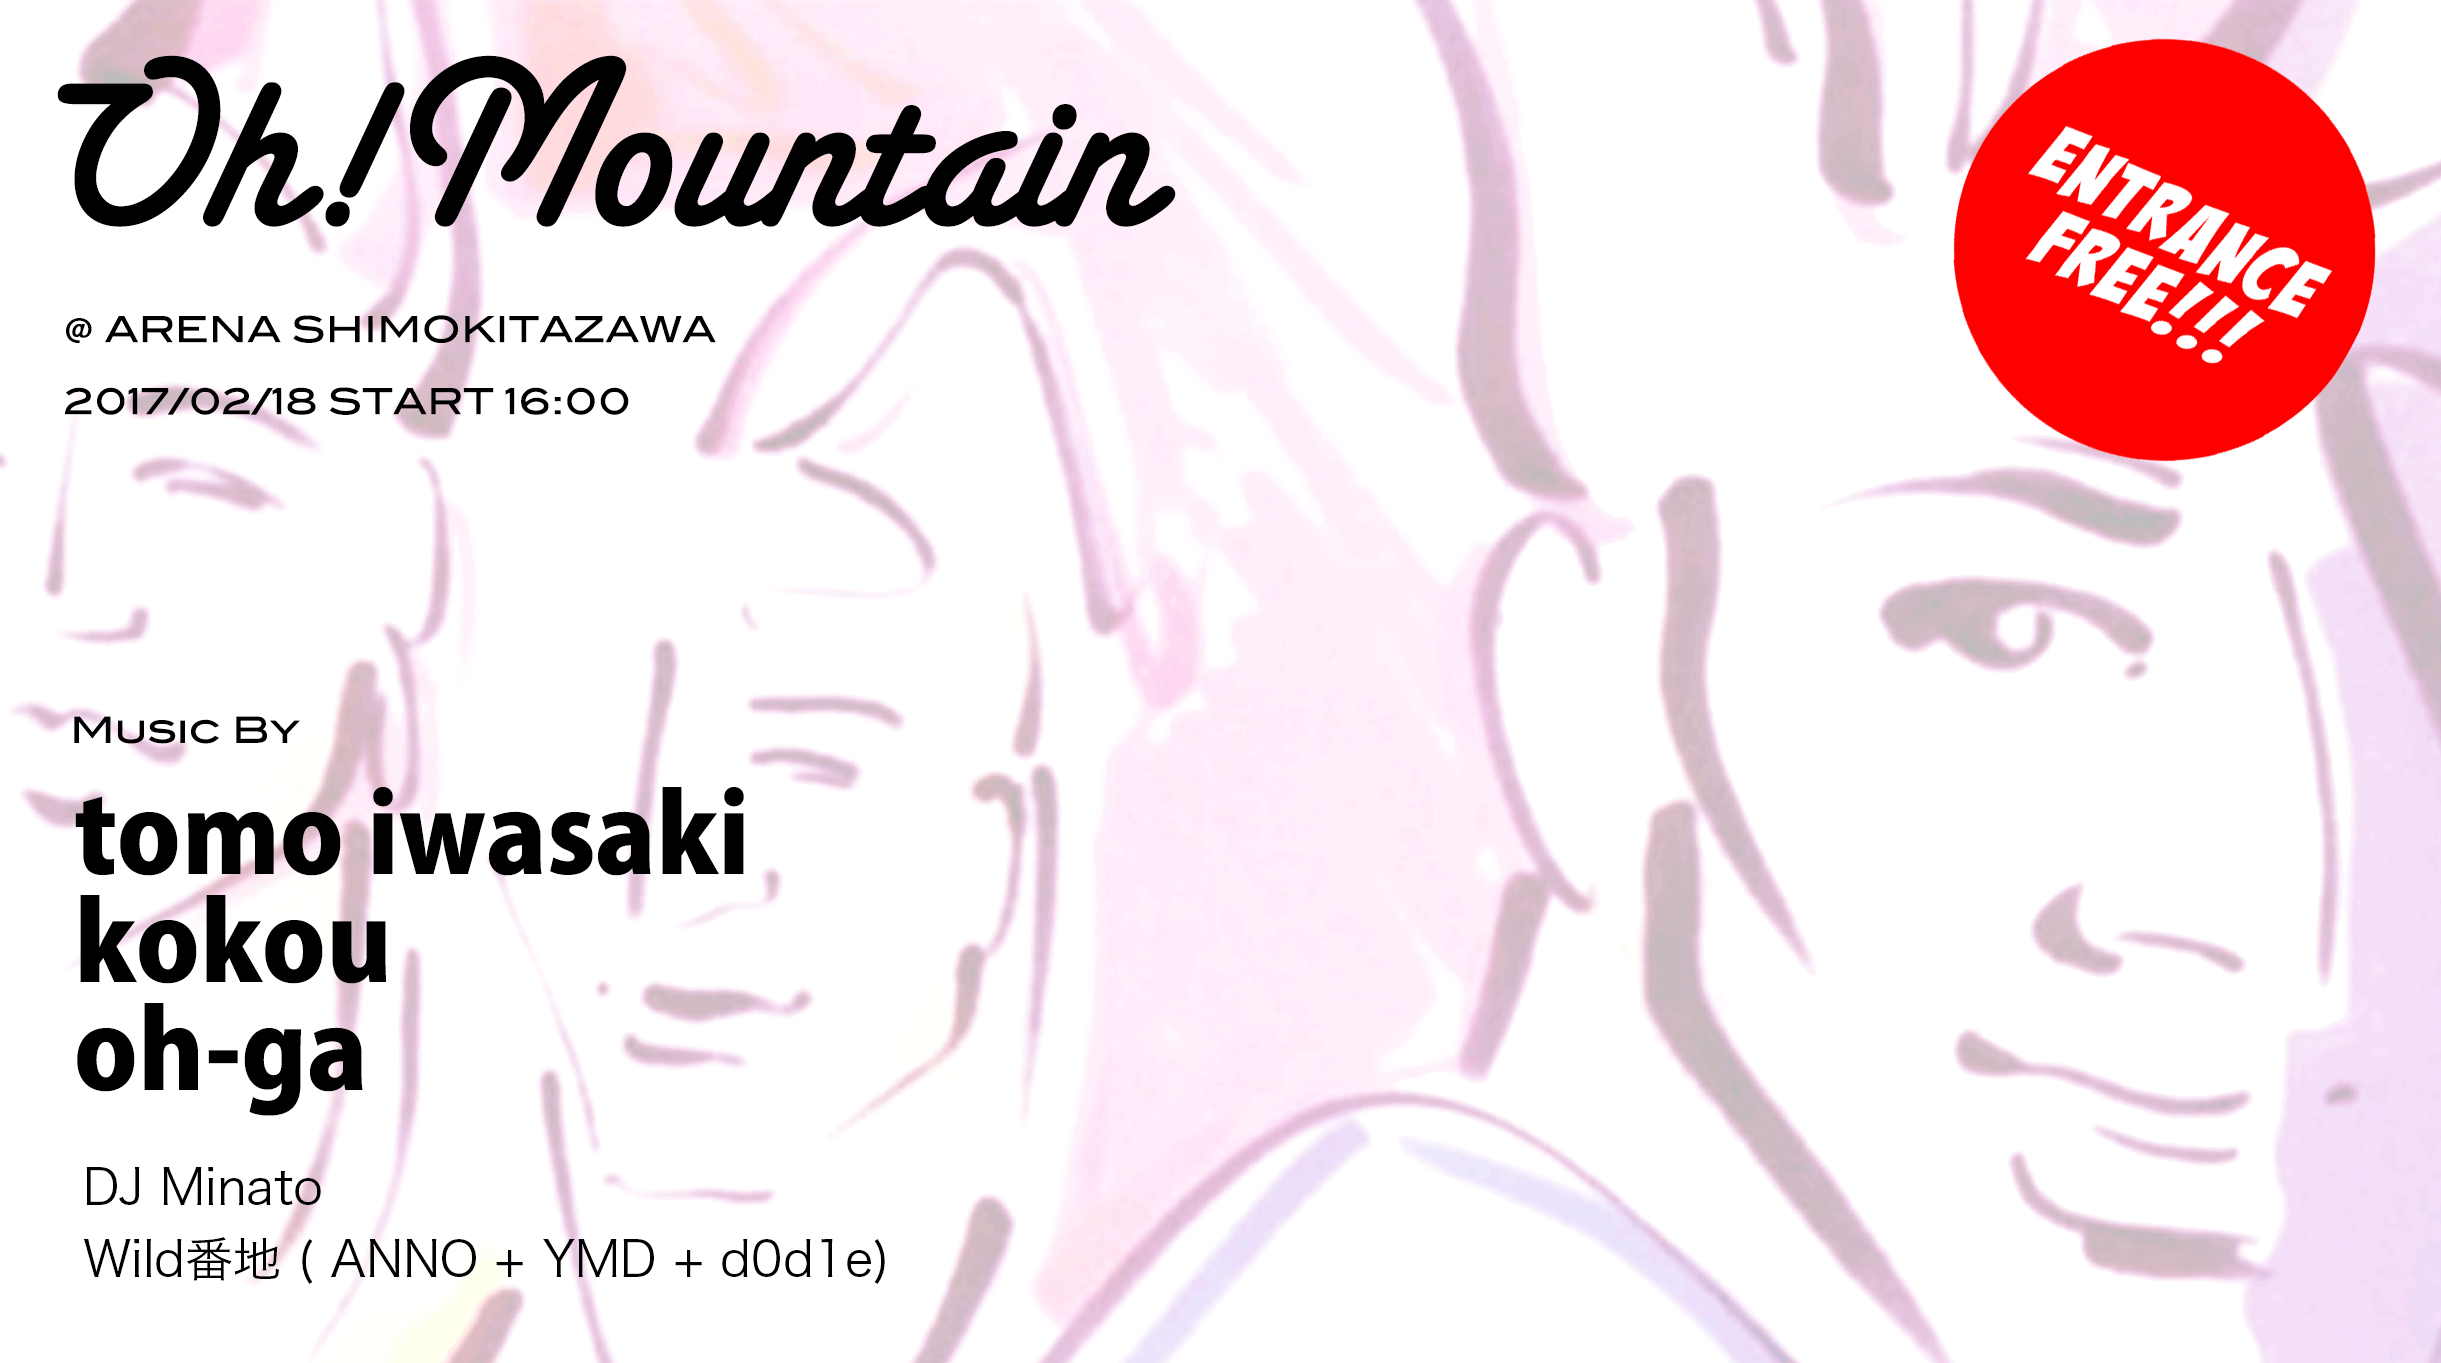 Oh! Mountain
ENTRANCE
FREE!!!
@ ARENA SHIMOKITAZAWA
2017/02/18 START 16:00
Music By
tomo iwasaki
kokou
oh-ga
DJ Minato
Wild番地 ( ANNO + YMD + d0d1e)